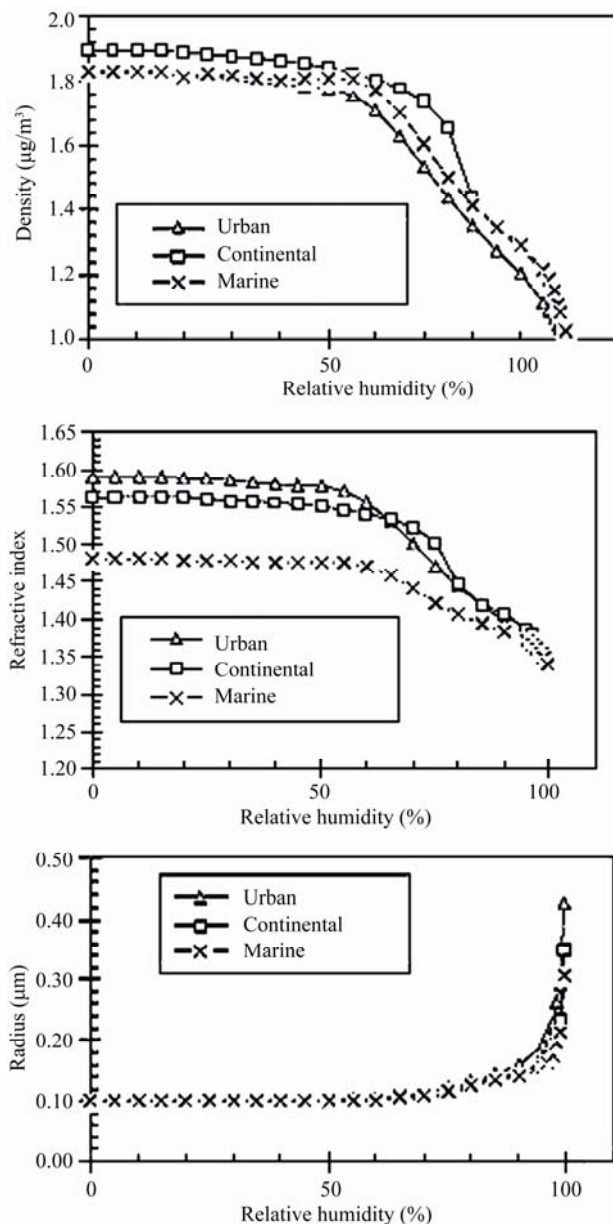 2.0
1.8
1.6
1.4
1.2
1.0
Density (µg/m³)
Urban
Continental
Marine
0 50 100
Relative humidity (%)
1.65
1.60
1.55
1.50
1.45
1.40
1.35
1.30
1.25
1.20
Refractive index
Urban
Continental
Marine
0 50 100
Relative humidity (%)
0.50
0.40
0.30
0.20
0.10
0.00
Radius (µm)
Urban
Continental
Marine
0 50 100
Relative humidity (%)